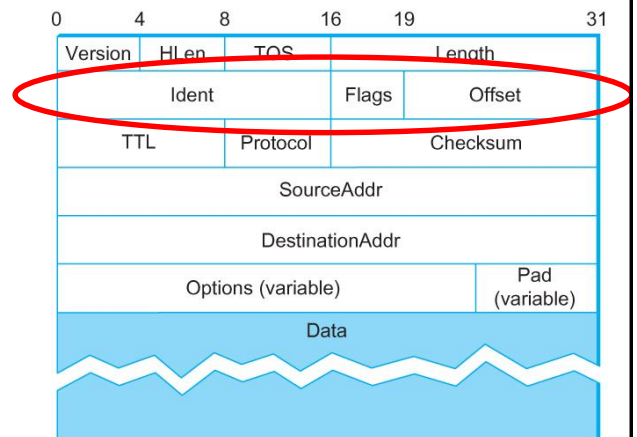 0 4 8 16 19 31
Version HLen TOS Length
Ident Flags Offset
TTL Protocol Checksum
SourceAddr
DestinationAddr
Options (variable) Pad
(variable)
Data